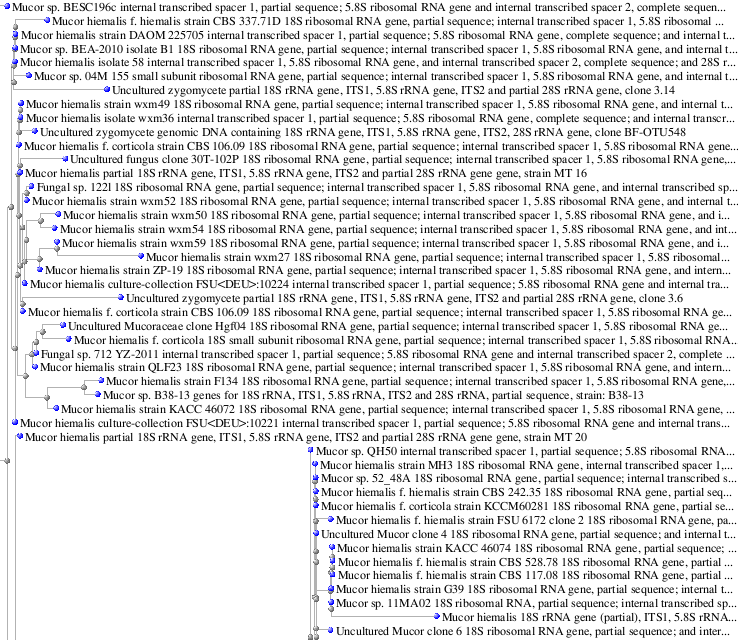 Mucor sp. BESC196c internal transcribed spacer 1, partial sequence; 5.8S ribosomal RNA gene and internal transcribed spacer 2, complete sequen...
Mucor hiemalis f. hiemalis strain CBS 337.71D 18S ribosomal RNA gene, partial sequence; internal transcribed spacer 1, 5.8S ribosomal ...
Mucor hiemalis strain DAOM 225705 internal transcribed spacer 1, partial sequence; 5.8S ribosomal RNA gene, complete sequence; and internal t...
Mucor sp. BEA-2010 isolate B1 18S ribosomal RNA gene, partial sequence; internal transcribed spacer 1, 5.8S ribosomal RNA gene, and internal t...
Mucor hiemalis isolate 58 internal transcribed spacer 1, 5.8S ribosomal RNA gene, and internal transcribed spacer 2, complete sequence; and 28S r...
Mucor sp. 04M 155 small subunit ribosomal RNA gene, partial sequence; internal transcribed spacer 1, 5.8S ribosomal RNA gene, and internal t...
Uncultured zygomycete partial 18S rRNA gene, ITS1, 5.8S rRNA gene, ITS2 and partial 28S rRNA gene, clone 3.14
Mucor hiemalis strain wxm49 18S ribosomal RNA gene, partial sequence; internal transcribed spacer 1, 5.8S ribosomal RNA gene, and internal t...
Mucor hiemalis isolate wxm36 internal transcribed spacer 1, partial sequence; 5.8S ribosomal RNA gene, complete sequence; and internal transcr...
Uncultured zygomycete genomic DNA containing 18S rRNA gene, ITS1, 5.8S rRNA gene, ITS2, 28S rRNA gene, clone BF-OTU548
Mucor hiemalis f. corticola strain CBS 106.09 18S ribosomal RNA gene, partial sequence; internal transcribed spacer 1, 5.8S ribosomal RNA gene...
Uncultured fungus clone 30T-102P 18S ribosomal RNA gene, partial sequence; internal transcribed spacer 1, 5.8S ribosomal RNA gene,...
Mucor hiemalis partial 18S rRNA gene, ITS1, 5.8S rRNA gene, ITS2 and partial 28S rRNA gene gene, strain MT 16
Fungal sp. 122l 18S ribosomal RNA gene, partial sequence; internal transcribed spacer 1, 5.8S ribosomal RNA gene, and internal transcribed sp...
Mucor hiemalis strain wxm52 18S ribosomal RNA gene, partial sequence; internal transcribed spacer 1, 5.8S ribosomal RNA gene, and internal t...
Mucor hiemalis strain wxm50 18S ribosomal RNA gene, partial sequence; internal transcribed spacer 1, 5.8S ribosomal RNA gene, and i...
Mucor hiemalis strain wxm54 18S ribosomal RNA gene, partial sequence; internal transcribed spacer 1, 5.8S ribosomal RNA gene, and int...
Mucor hiemalis strain wxm59 18S ribosomal RNA gene, partial sequence; internal transcribed spacer 1, 5.8S ribosomal RNA gene, and i...
Mucor hiemalis strain wxm27 18S ribosomal RNA gene, partial sequence; internal transcribed spacer 1, 5.8S ribosomal...
Mucor hiemalis strain ZP-19 18S ribosomal RNA gene, partial sequence; internal transcribed spacer 1, 5.8S ribosomal RNA gene, and intern...
Mucor hiemalis culture-collection FSU<DEU>:10224 internal transcribed spacer 1, partial sequence; 5.8S ribosomal RNA gene and internal tra...
Uncultured zygomycete partial 18S rRNA gene, ITS1, 5.8S rRNA gene, ITS2 and partial 28S rRNA gene, clone 3.6
Mucor hiemalis f. corticola strain CBS 106.09 18S ribosomal RNA gene, partial sequence; internal transcribed spacer 1, 5.8S ribosomal RNA ge...
Uncultured Mucoraceae clone Hgf04 18S ribosomal RNA gene, partial sequence; internal transcribed spacer 1, 5.8S ribosomal RNA ge...
Mucor hiemalis f. corticola 18S small subunit ribosomal RNA gene, partial sequence; internal transcribed spacer 1, 5.8S ribosomal RNA...
Fungal sp. 712 YZ-2011 internal transcribed spacer 1, partial sequence; 5.8S ribosomal RNA gene and internal transcribed spacer 2, complete ...
Mucor hiemalis strain QLF23 18S ribosomal RNA gene, partial sequence; internal transcribed spacer 1, 5.8S ribosomal RNA gene, and intern...
Mucor hiemalis strain F134 18S ribosomal RNA gene, partial sequence; internal transcribed spacer 1, 5.8S ribosomal RNA gene,...
Mucor sp. B38-13 genes for 18S rRNA, ITS1, 5.8S rRNA, ITS2 and 28S rRNA, partial sequence, strain: B38-13
Mucor hiemalis strain KACC 46072 18S ribosomal RNA gene, partial sequence; internal transcribed spacer 1, 5.8S ribosomal RNA gene, ...
Mucor hiemalis culture-collection FSU<DEU>:10221 internal transcribed spacer 1, partial sequence; 5.8S ribosomal RNA gene and internal trans...
Mucor hiemalis partial 18S rRNA gene, ITS1, 5.8S rRNA gene, ITS2 and partial 28S rRNA gene gene, strain MT 20
Mucor sp. QH50 internal transcribed spacer 1, partial sequence; 5.8S ribosomal RNA...
Mucor hiemalis strain MH3 18S ribosomal RNA gene, internal transcribed spacer 1,...
Mucor sp. 52_48A 18S ribosomal RNA gene, partial sequence; internal transcribed s...
Mucor hiemalis f. hiemalis strain CBS 242.35 18S ribosomal RNA gene, partial seq...
Mucor hiemalis f. corticola strain KCCM60281 18S ribosomal RNA gene, partial se...
Mucor hiemalis f. hiemalis strain FSU 6172 clone 2 18S ribosomal RNA gene, pa...
Uncultured Mucor clone 4 18S ribosomal RNA gene, partial sequence; and internal t...
Mucor hiemalis strain KACC 46074 18S ribosomal RNA gene, partial sequence; ...
Mucor hiemalis f. hiemalis strain CBS 528.78 18S ribosomal RNA gene, partial ...
Mucor hiemalis f. hiemalis strain CBS 117.08 18S ribosomal RNA gene, partial ...
Mucor hiemalis strain G39 18S ribosomal RNA gene, partial sequence; internal tra...
Mucor sp. 11MA02 18S ribosomal RNA, partial sequence; internal transcribed sp...
Mucor hiemalis 18S rRNA gene (partial), ITS1, 5.8S rRNA...
Uncultured Mucor clone 6 18S ribosomal RNA gene, partial sequence; and inter...